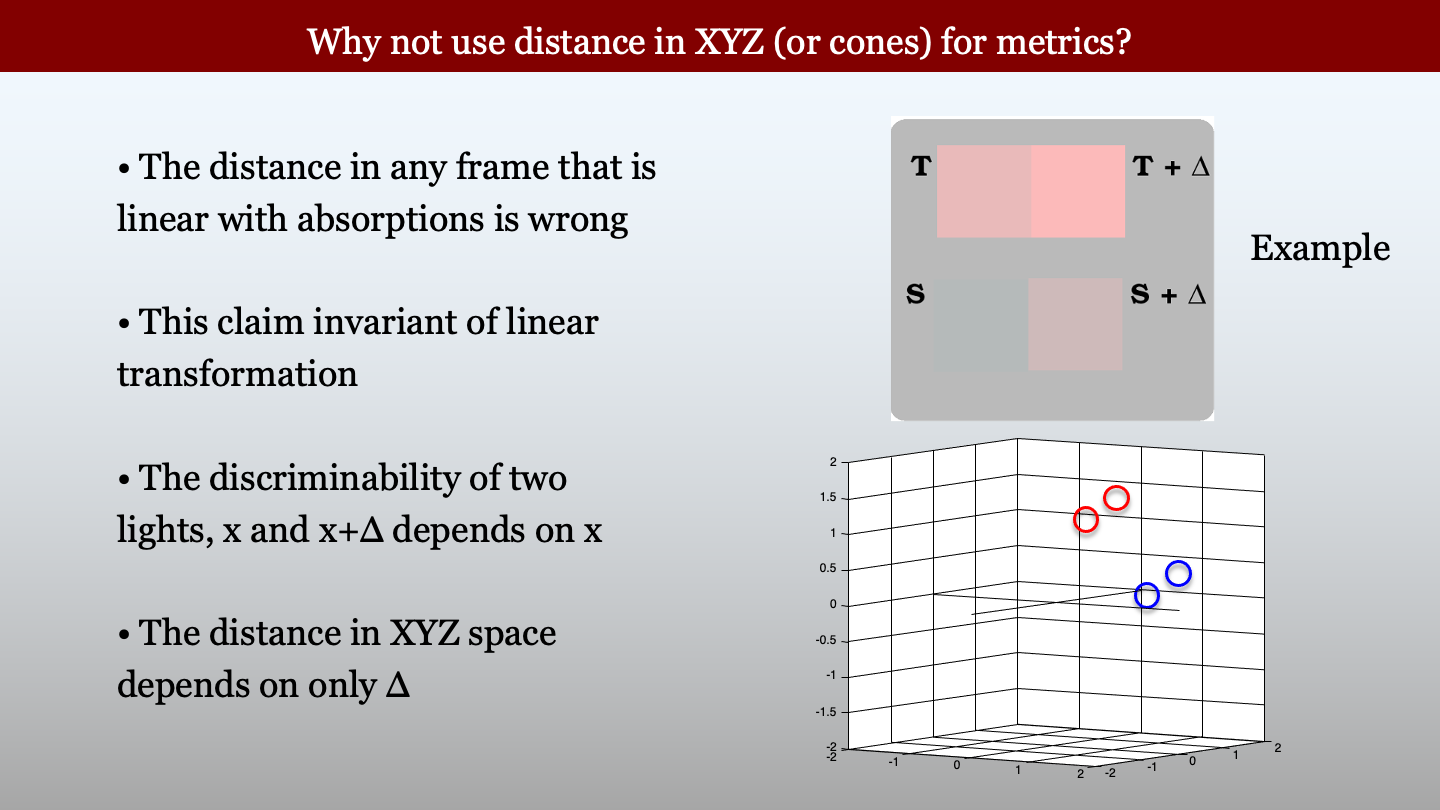 Why not use distance in XYZ (or cones) for metrics?
• The distance in any frame that is
linear with absorptions is wrong
• This claim invariant of linear
transformation
• The discriminability of two
lights, x and x+Δ depends on x
• The distance in XYZ space
depends on only Δ
T
T + Δ
S
S + Δ
Example
2
1.5
1
0.5
0
-0.5
-1
-1.5
-2
-2
-1
0
1
2
-2
-1
0
1
2